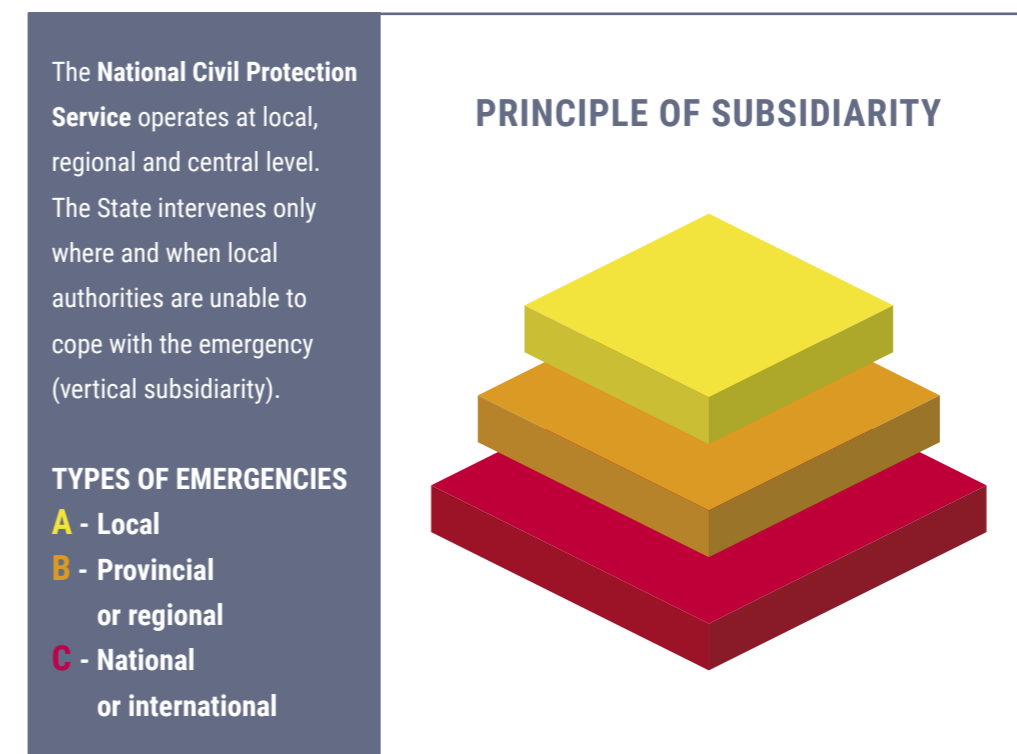 The National Civil Protection
Service operates at local,
regional and central level.
The State intervenes only
where and when local
authorities are unable to
cope with the emergency
(vertical subsidiarity).
TYPES OF EMERGENCIES
A - Local
B - Provincial
or regional
C - National
or international
PRINCIPLE OF SUBSIDIARITY